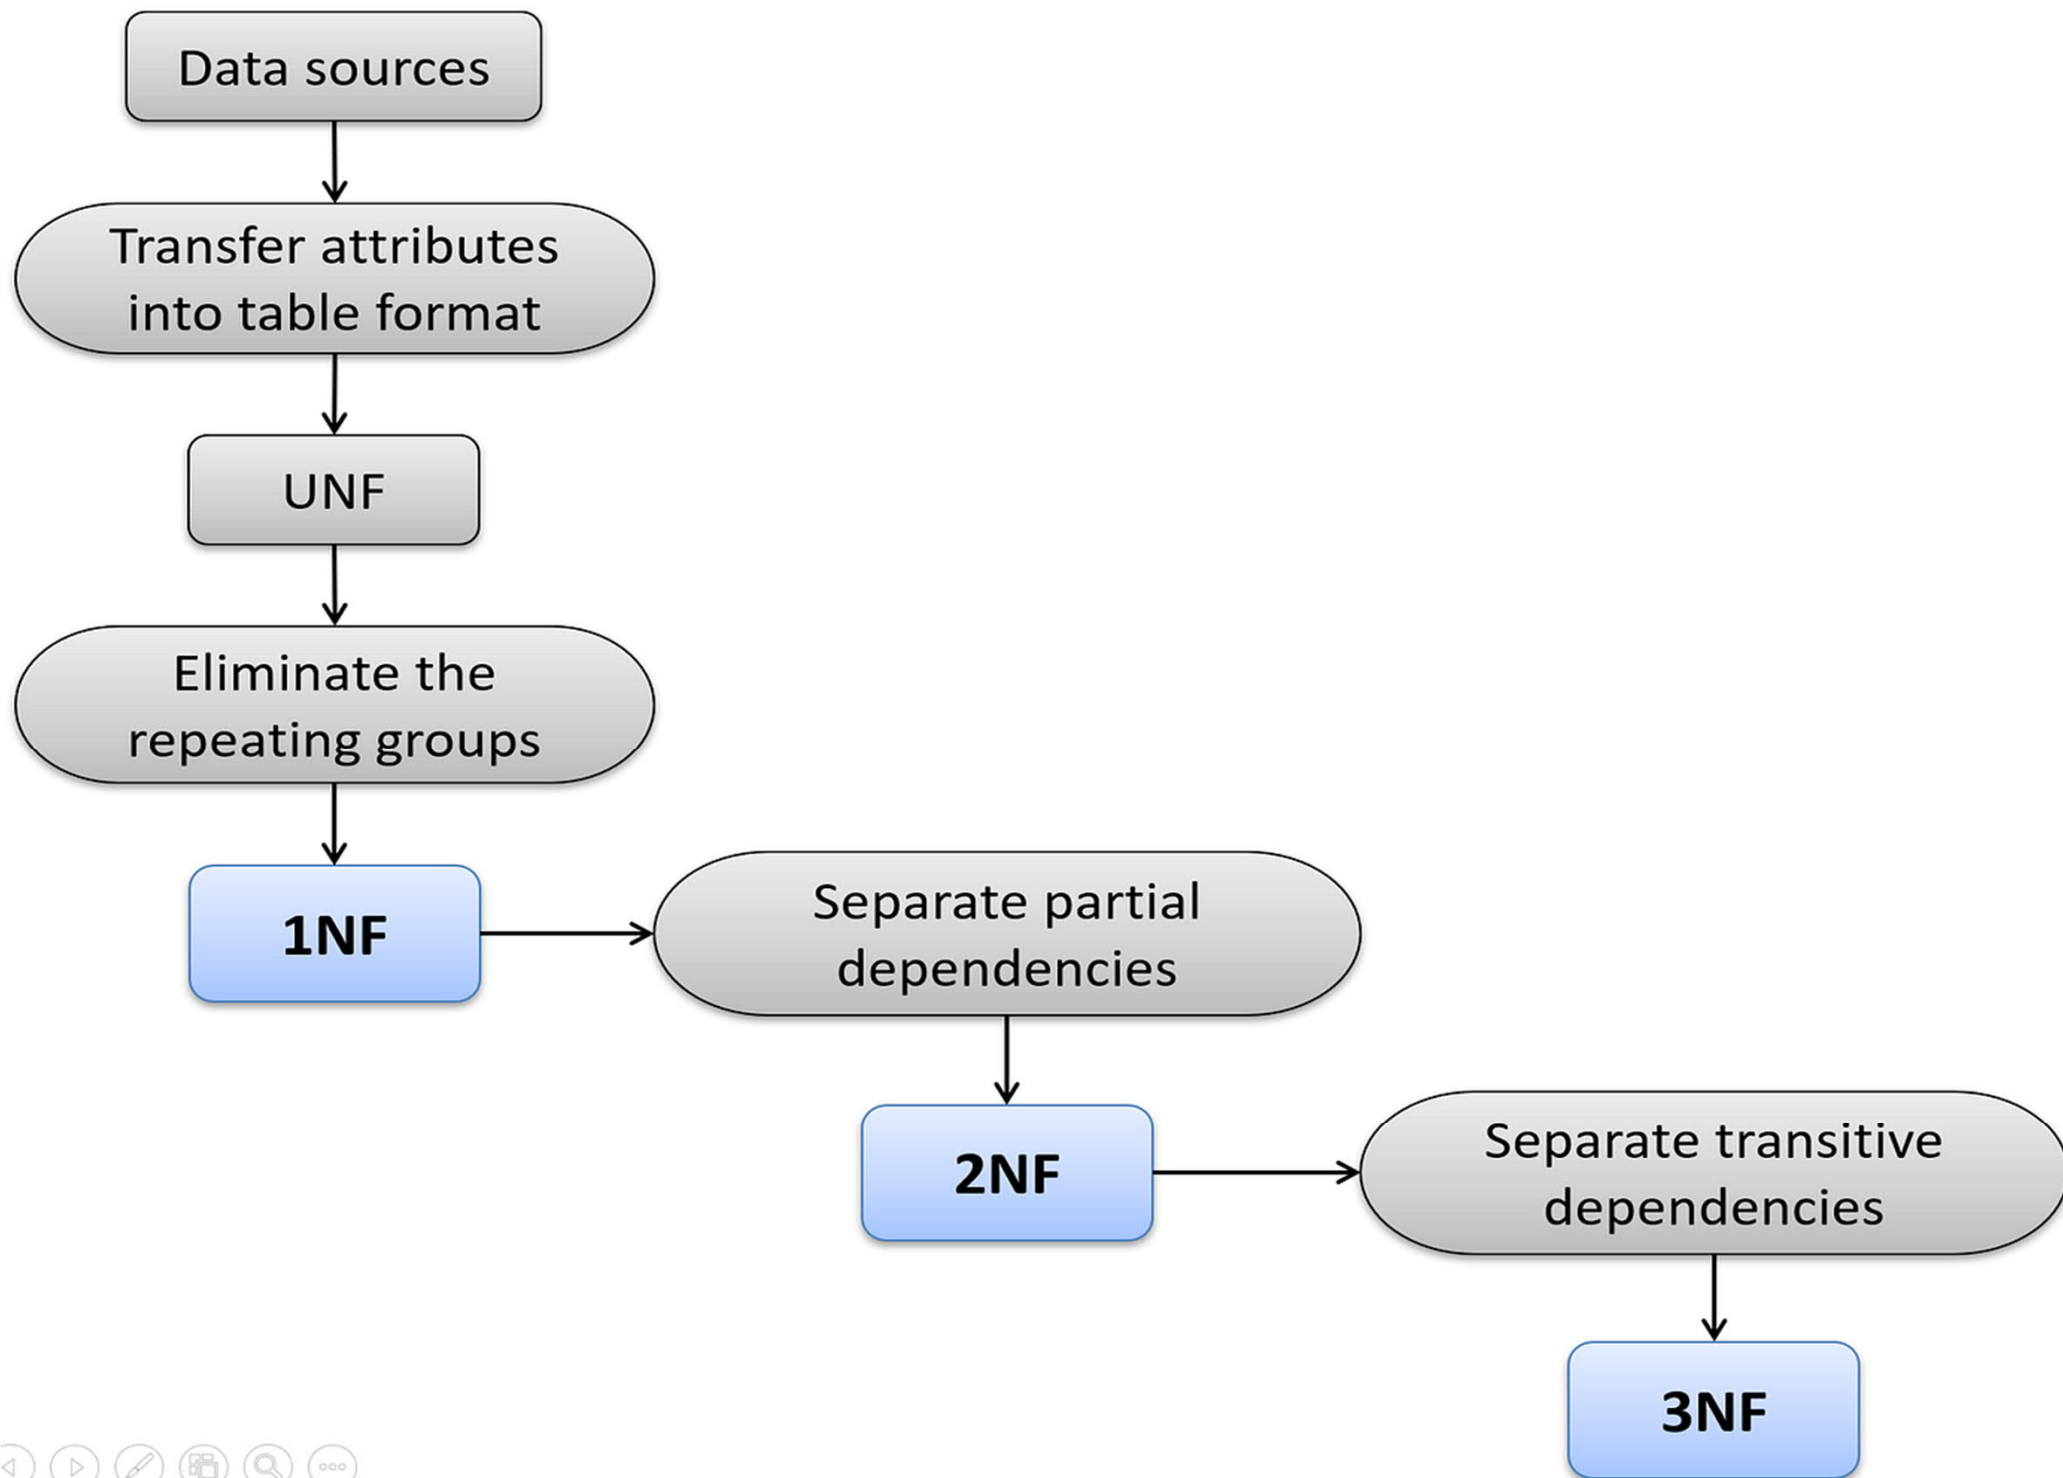 Data sources
Transfer attributes
into table format
UNF
Eliminate the
repeating groups
1NF
Separate partial
dependencies
2NF
Separate transitive
dependencies
3NF